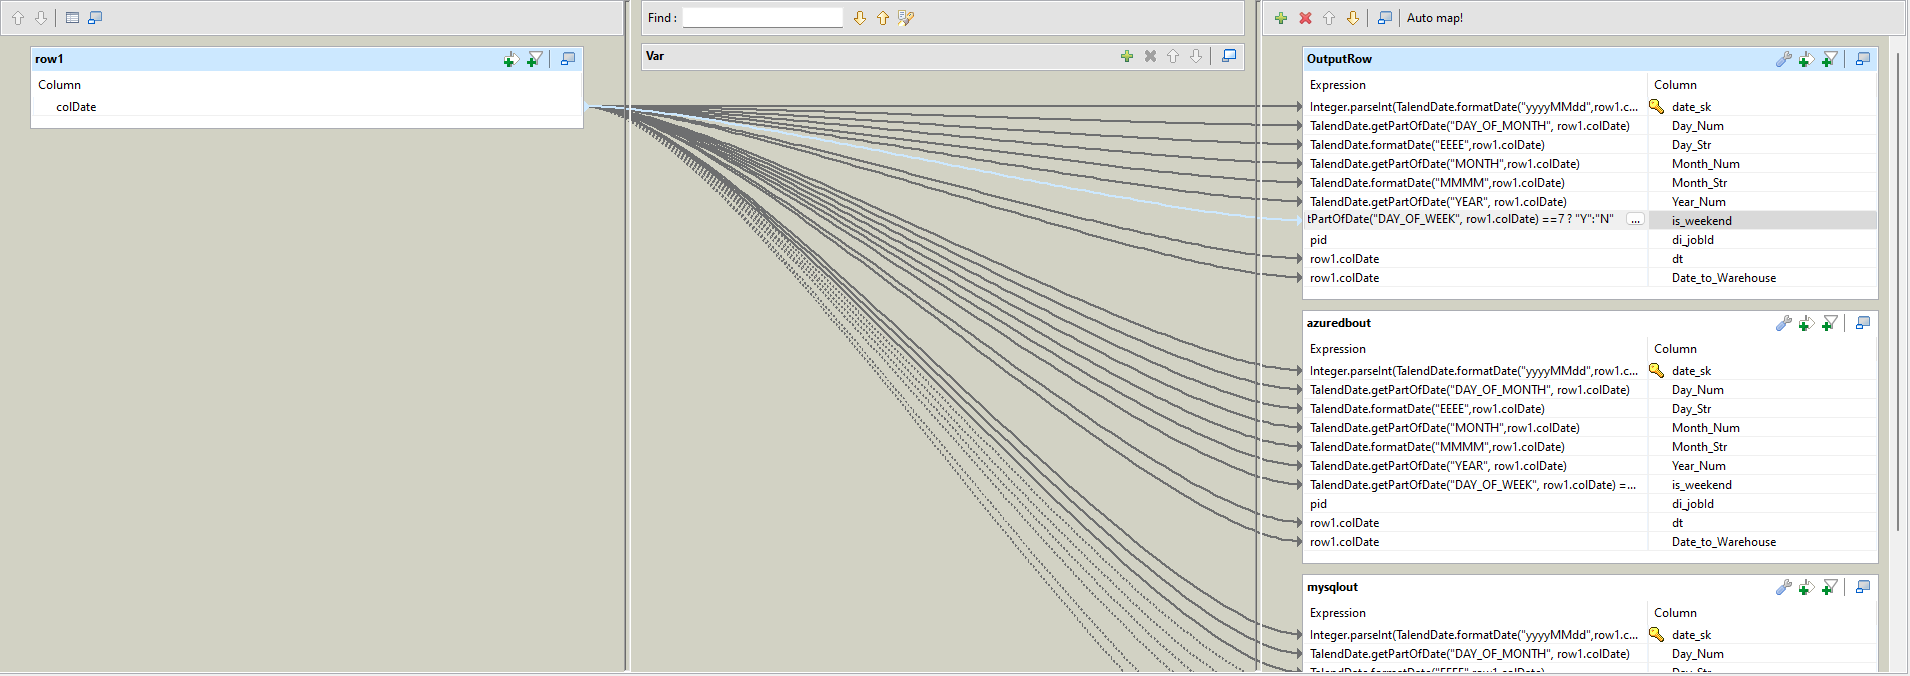 Find :
Auto map!
row1
Column
colDate
Var
OutputRow
Expression Column
Integer.parseInt(TalendDate.formatDate("yyyyMMdd",row1.c... date_sk
TalendDate.getPartOfDate("DAY_OF_MONTH", row1.colDate) Day_Num
TalendDate.formatDate("EEEE",row1.colDate) Day_Str
TalendDate.getPartOfDate("MONTH",row1.colDate) Month_Num
TalendDate.formatDate("MMMM",row1.colDate) Month_Str
TalendDate.getPartOfDate("YEAR", row1.colDate) Year_Num
tPartOfDate("DAY_OF_WEEK", row1.colDate) ==7 ? "Y":"N" ... is_weekend
pid di_jobId
row1.colDate dt
row1.colDate Date_to_Warehouse
azuredbout
Expression Column
Integer.parseInt(TalendDate.formatDate("yyyyMMdd",row1.c... date_sk
TalendDate.getPartOfDate("DAY_OF_MONTH", row1.colDate) Day_Num
TalendDate.formatDate("EEEE",row1.colDate) Day_Str
TalendDate.getPartOfDate("MONTH",row1.colDate) Month_Num
TalendDate.formatDate("MMMM",row1.colDate) Month_Str
TalendDate.getPartOfDate("YEAR", row1.colDate) Year_Num
TalendDate.getPartOfDate("DAY_OF_WEEK", row1.colDate) =... is_weekend
pid di_jobId
row1.colDate dt
row1.colDate Date_to_Warehouse
mysqlout
Expression Column
Integer.parseInt(TalendDate.formatDate("yyyyMMdd",row1.c... date_sk
TalendDate.getPartOfDate("DAY_OF_MONTH", row1.colDate) Day_Num